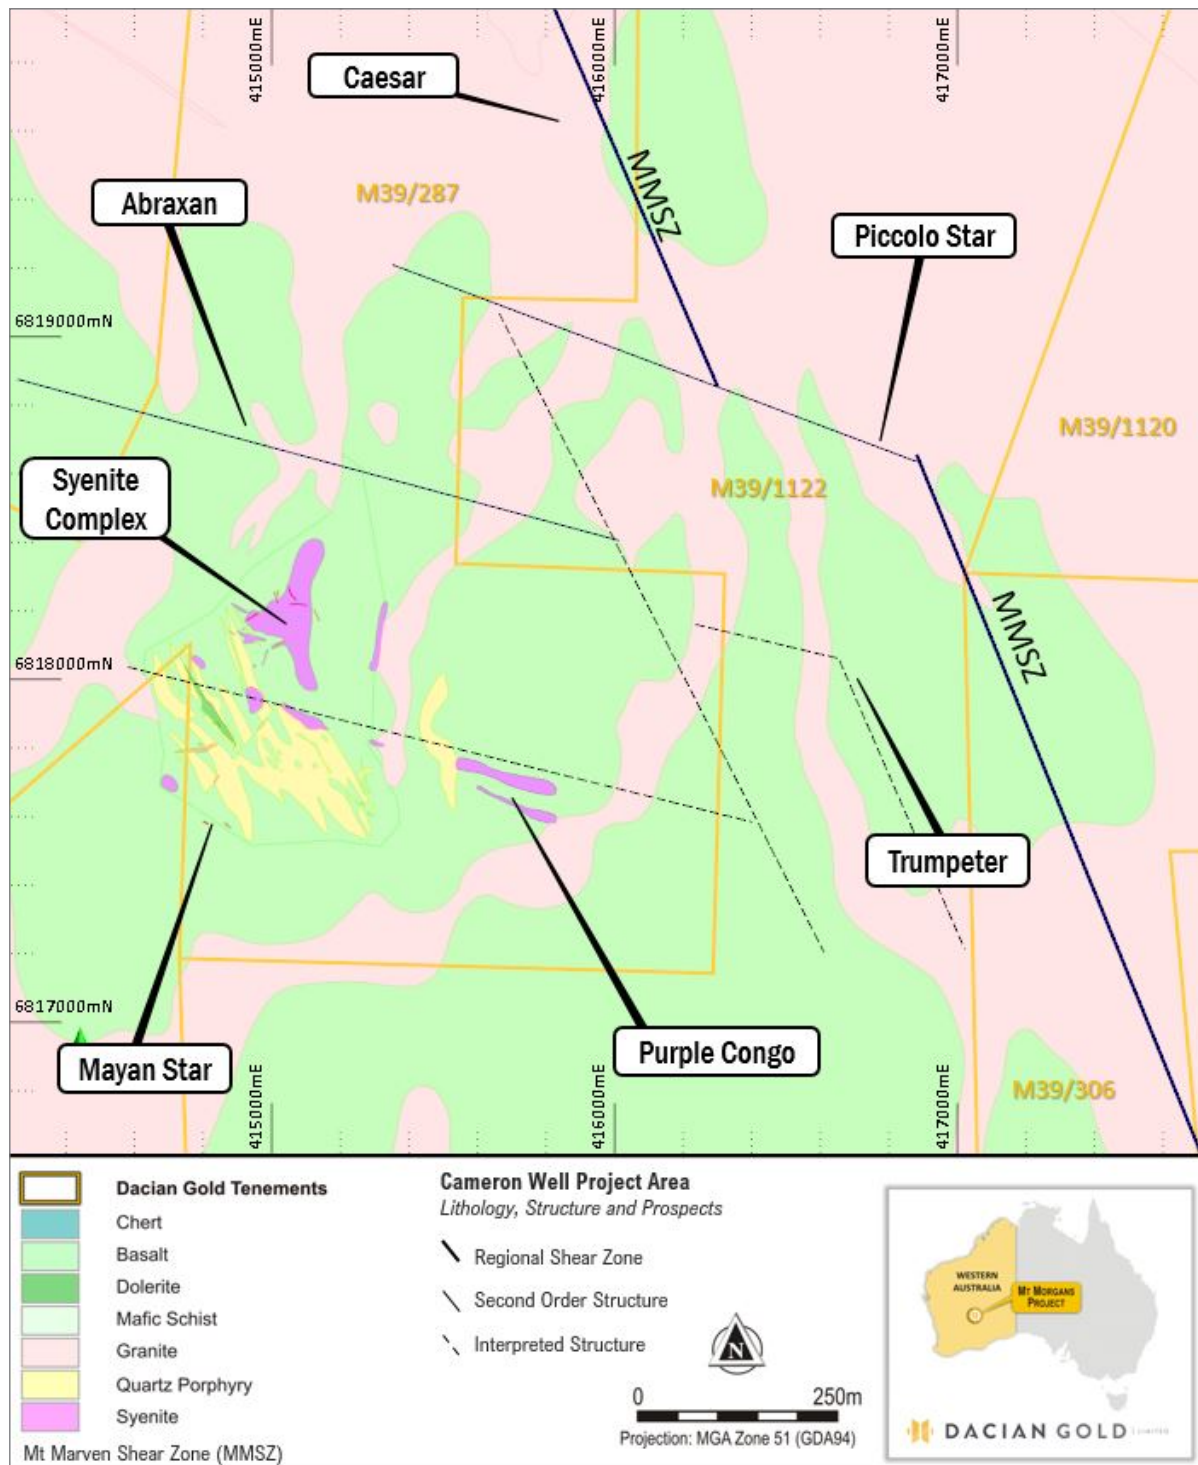 415000mE
416000mE
417000mE
Caesar
MMSZ
Abraxan
M39/287
Piccolo Star
6819000mN
M39/1120
Syenite
Complex
M39/1122
MMSZ
6818000mN
Trumpeter
6817000mN
Mayan Star
Purple Congo
415000mE
416000mE
417000mE
M39/306
Dacian Gold Tenements
Chert
Basalt
Dolerite
Mafic Schist
Granite
Quartz Porphyry
Syenite
Mt Marven Shear Zone (MMSZ)
Cameron Well Project Area
Lithology, Structure and Prospects
Regional Shear Zone
Second Order Structure
Interpreted Structure
N
0 250m
Projection: MGA Zone 51 (GDA94)
WESTERN
AUSTRALIA
MT MORGANS
PROJECT
DACIAN GOLD LIMITED